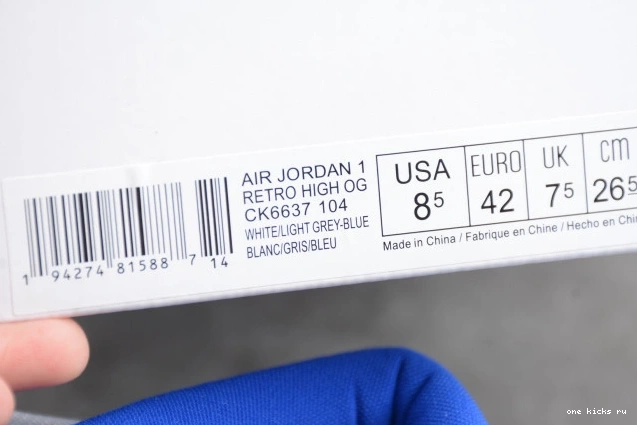 AIR JORDAN 1
RETRO HIGH OG
CK6637 104
WHITE/LIGHT GREY-BLUE
BLANC/GRIS/BLEU
1 94274 81588 7 14
USA EURO UK cm
8⁵ 42 7⁵ 26⁵
Made in China / Fabrique en Chine / Hecho en
one kicks ru